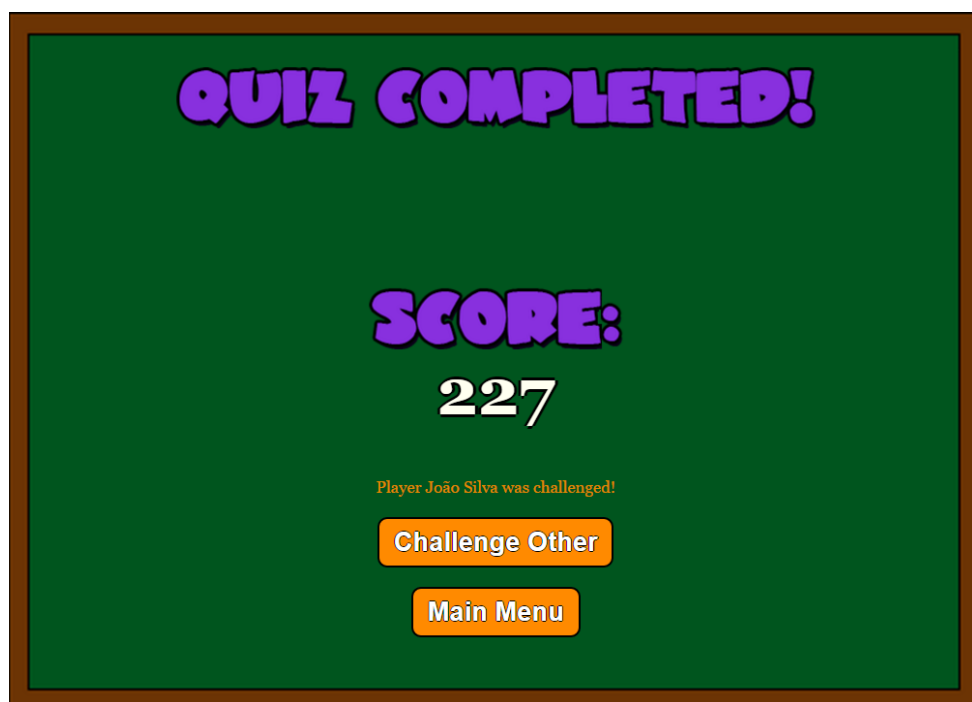 QUIZ COMPLETED!
SCORE:
227
Player João Silva was challenged!
Challenge Other
Main Menu